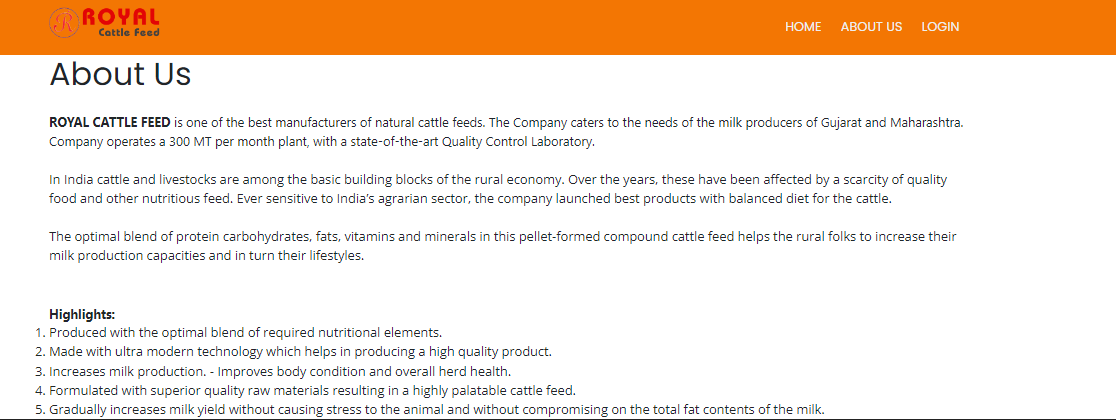 ROYAL
Cattle Feed
HOME ABOUT US LOGIN
About Us
ROYAL CATTLE FEED is one of the best manufacturers of natural cattle feeds. The Company caters to the needs of the milk producers of Gujarat and Maharashtra.
Company operates a 300 MT per month plant, with a state-of-the-art Quality Control Laboratory.
In India cattle and livestocks are among the basic building blocks of the rural economy. Over the years, these have been affected by a scarcity of quality
food and other nutritious feed. Ever sensitive to India's agrarian sector, the company launched best products with balanced diet for the cattle.
The optimal blend of protein carbohydrates, fats, vitamins and minerals in this pellet-formed compound cattle feed helps the rural folks to increase their
milk production capacities and in turn their lifestyles.
Highlights:
1. Produced with the optimal blend of required nutritional elements.
2. Made with ultra modern technology which helps in producing a high quality product.
3. Increases milk production. - Improves body condition and overall herd health.
4. Formulated with superior quality raw materials resulting in a highly palatable cattle feed.
5. Gradually increases milk yield without causing stress to the animal and without compromising on the total fat contents of the milk.